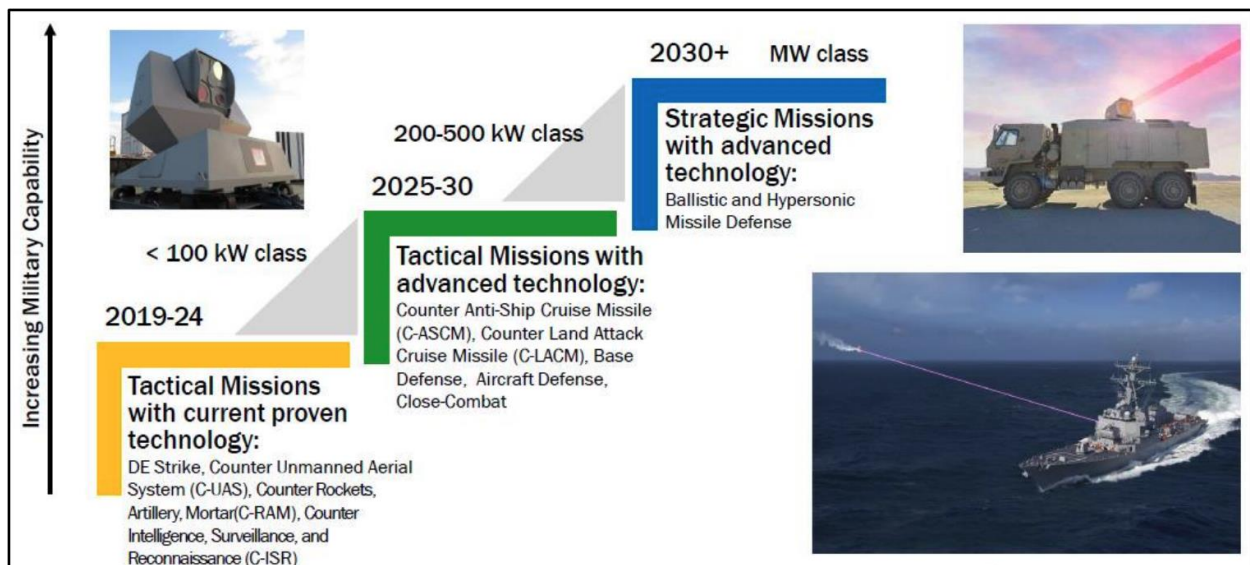 Increasing Military Capability
2019-24
< 100 kW class
Tactical Missions
with current proven
technology:
DE Strike, Counter Unmanned Aerial
System (C-UAS), Counter Rockets,
Artillery, Mortar(C-RAM), Counter
Intelligence, Surveillance, and
Reconnaissance (C-ISR)
2025-30
200-500 kW class
Tactical Missions with
advanced technology:
Counter Anti-Ship Cruise Missile
(C-ASCM), Counter Land Attack
Cruise Missile (C-LACM), Base
Defense, Aircraft Defense,
Close-Combat
2030+ MW class
Strategic Missions
with advanced
technology:
Ballistic and Hypersonic
Missile Defense